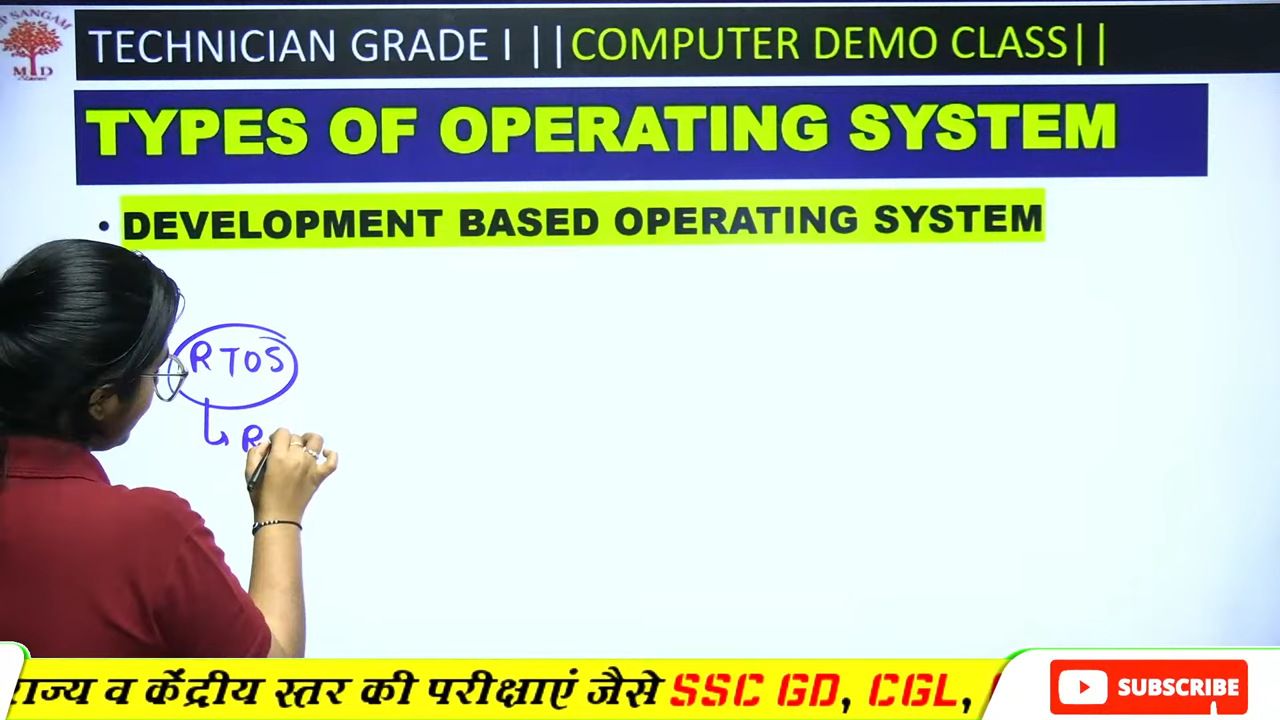 SANGAM
M D
TECHNICIAN GRADE I ||COMPUTER DEMO CLASS||
TYPES OF OPERATING SYSTEM
• DEVELOPMENT BASED OPERATING SYSTEM
RTOS
R
राज्य व केंद्रीय स्तर की परीक्षाएं जैसे SSC GD, CGL,
SUBSCRIBE